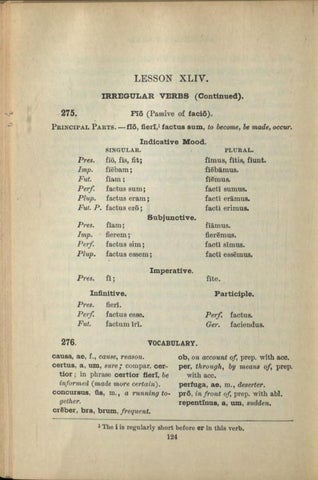 LESSON XLIV.
IRREGULAR VERBS (Continued).
275. Fīō (Passive of faciō).
PRINCIPAL PARTS.—fīō, fierī,¹ factus sum, to become, be made, occur.
Indicative Mood.
SINGULAR. PLURAL.
Pres. fīō, fīs, fit; fīmus, fītis, fīunt.
Imp. fīēbam; fīēbāmus.
Fut. fīam; fīēmus.
Perf. factus sum; factī sumus.
Plup. factus eram; factī erāmus.
Fut. P. factus erō; factī erimus.
Subjunctive.
Pres. fīam; fīāmus.
Imp. fierem; fierēmus.
Perf. factus sim; factī sīmus.
Plup. factus essem; factī essēmus.
Imperative.
Pres. fī; fīte.
Infinitive. Participle.
Pres. fierī.
Perf. factus esse. Perf. factus.
Fut. factum īrī. Ger. faciendus.
276. VOCABULARY.
causa, ae, f., cause, reason.
certus, a, um, sure; compar. cer-
tior; in phrase certior fierī, be
informed (made more certain).
concursus, ūs, m., a running to-
gether.
crēber, bra, brum, frequent.
ob, on account of, prep. with acc.
per, through, by means of, prep.
with acc.
perfuga, ae, m., deserter.
prō, in front of, prep. with abl.
repentīnus, a, um, sudden.
¹ The i is regularly short before er in this verb.
124